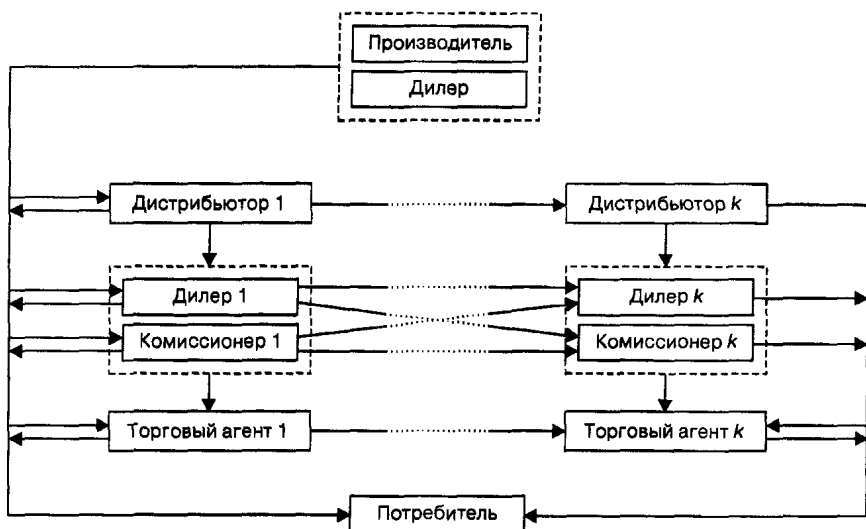 Производитель
Дилер
Дистрибьютор 1
Дистрибьютор k
Дилер 1
Дилер k
Комиссионер 1
Комиссионер k
Торговый агент 1
Торговый агент k
Потребитель